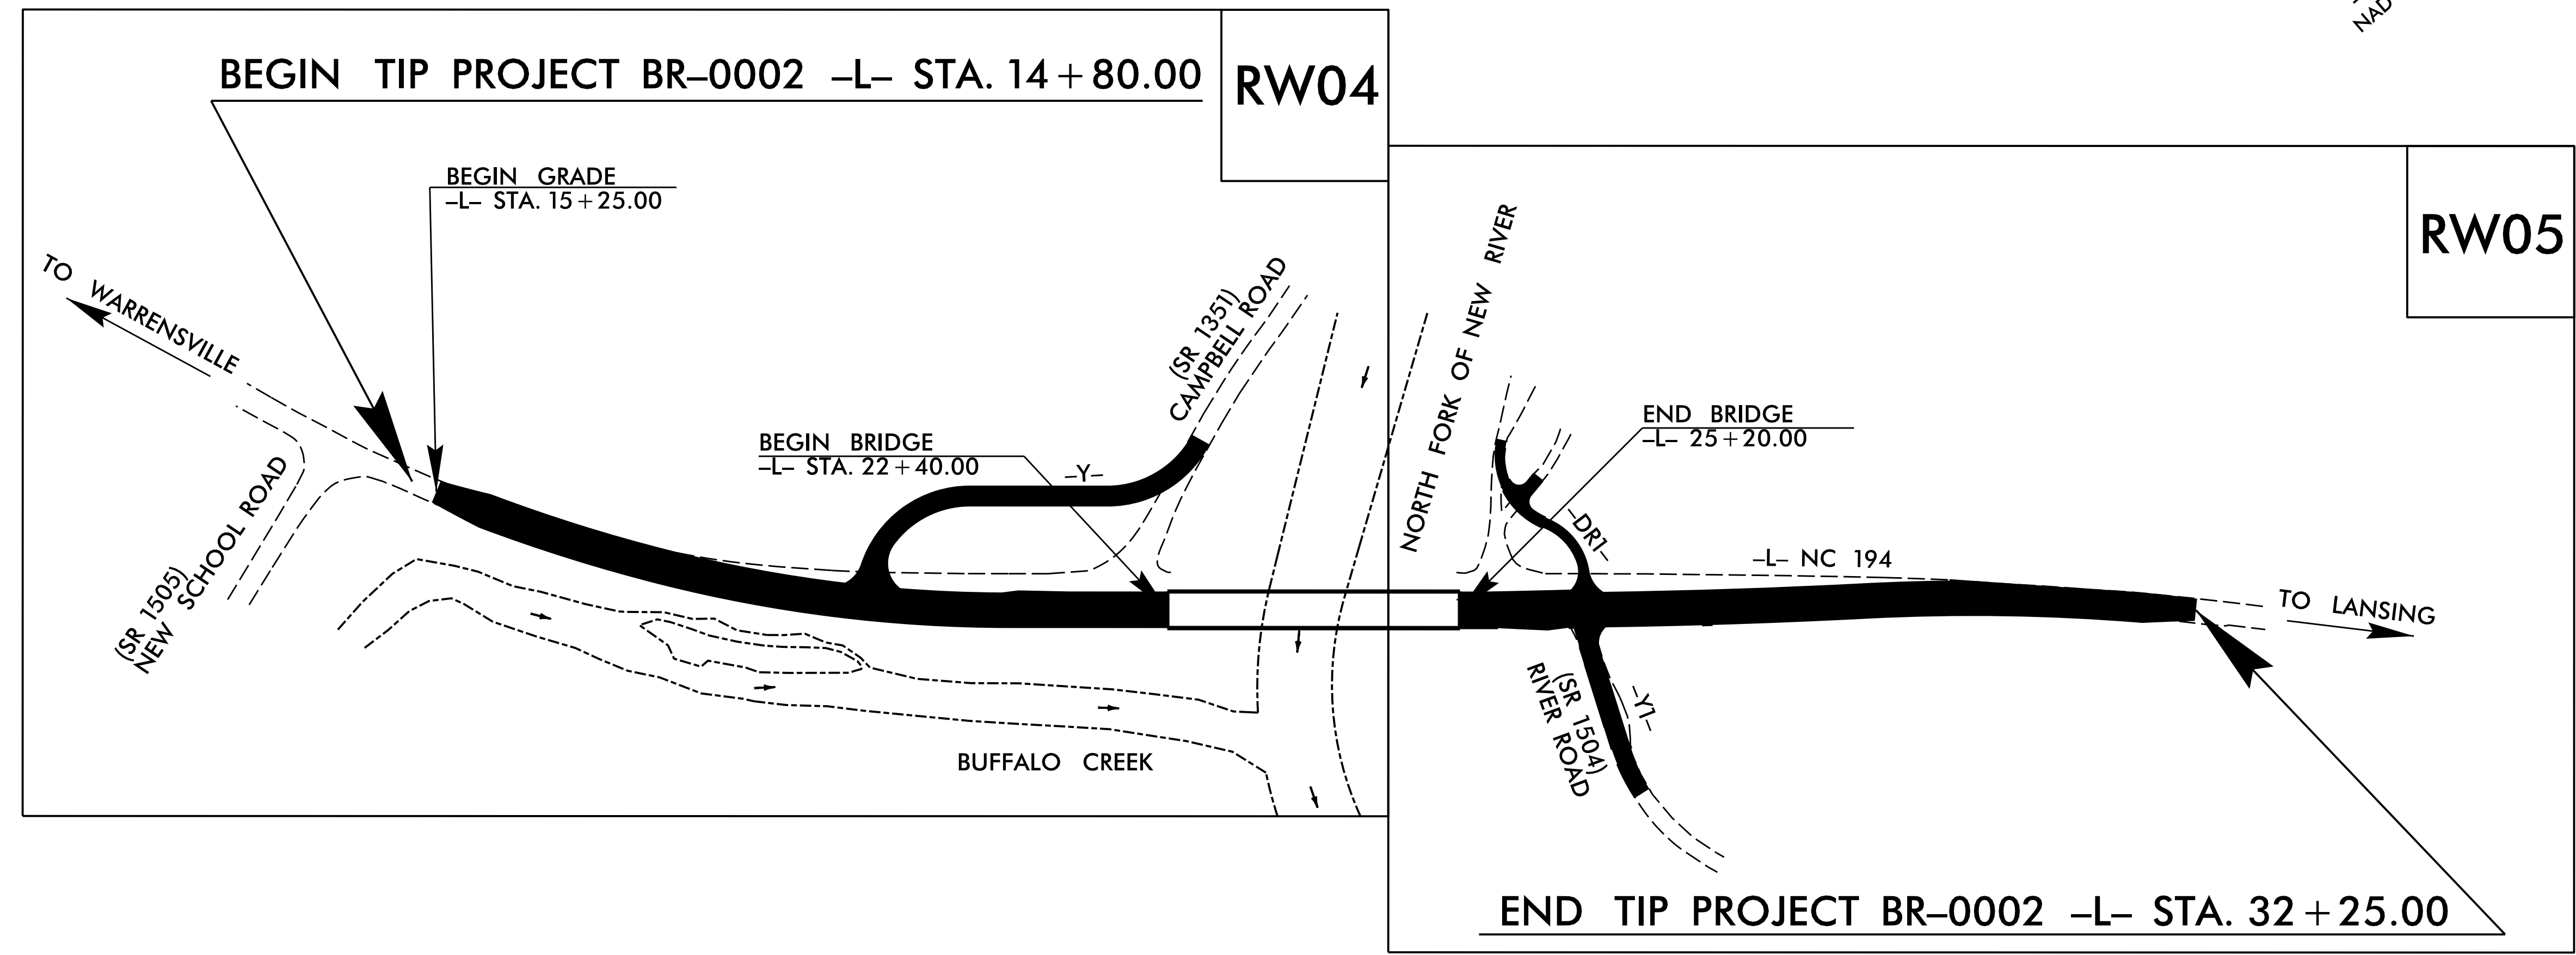 NAD
BEGIN TIP PROJECT BR–0002 –L– STA. 14+80.00
RW04
BEGIN GRADE
–L– STA. 15+25.00
RW05
TO WARRENSVILLE
(SR 1351)
CAMPBELL ROAD
NORTH FORK OF NEW RIVER
BEGIN BRIDGE
–L– STA. 22+40.00
–Y–
END BRIDGE
–L– 25+20.00
(SR 1505)
NEW SCHOOL ROAD
–DR1–
–L– NC 194
TO LANSING
–Y1–
(SR 1504)
RIVER ROAD
BUFFALO CREEK
END TIP PROJECT BR–0002 –L– STA. 32+25.00